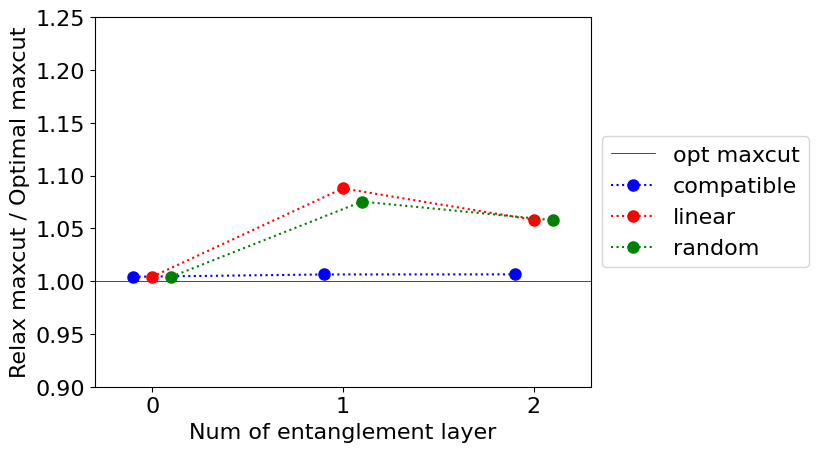 Relax maxcut / Optimal maxcut
1.25
1.20
1.15
1.10
1.05
1.00
0.95
0.90
0
1
2
Num of entanglement layer
opt maxcut
compatible
linear
random